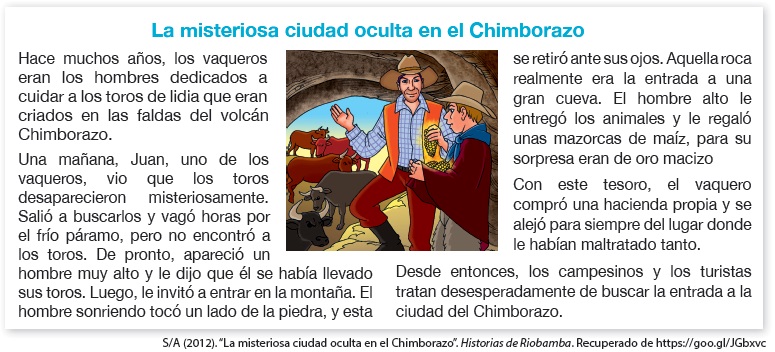 La misteriosa ciudad oculta en el Chimborazo
Hace muchos años, los vaqueros
eran los hombres dedicados a
cuidar a los toros de lidia que eran
criados en las faldas del volcán
Chimborazo.
Una mañana, Juan, uno de los
vaqueros, vio que los toros
desaparecieron misteriosamente.
Salió a buscarlos y vagó horas por
el frío páramo, pero no encontró a
los toros. De pronto, apareció un
hombre muy alto y le dijo que él se había llevado
sus toros. Luego, le invitó a entrar en la montaña. El
hombre sonriendo tocó un lado de la piedra, y esta
se retiró ante sus ojos. Aquella roca
realmente era la entrada a una
gran cueva. El hombre alto le
entregó los animales y le regaló
unas mazorcas de maíz, para su
sorpresa eran de oro macizo
Con este tesoro, el vaquero
compró una hacienda propia y se
alejó para siempre del lugar donde
le habían maltratado tanto.
Desde entonces, los campesinos y los turistas
tratan desesperadamente de buscar la entrada a la
ciudad del Chimborazo.
S/A (2012). “La misteriosa ciudad oculta en el Chimborazo”. Historias de Riobamba. Recuperado de https://goo.gl/JGbxvc